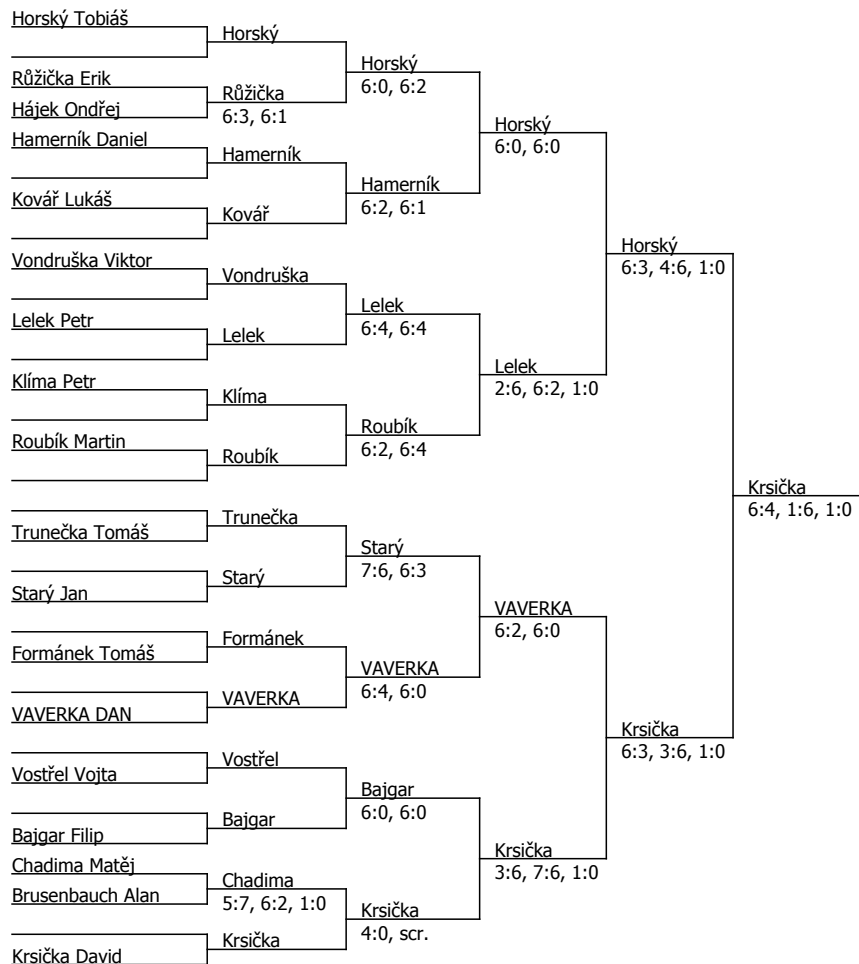 Horský Tobiáš
Růžička Erik
Hájek Ondřej
Hamerník Daniel
Kovář Lukáš
Vondruška Viktor
Lelek Petr
Klíma Petr
Roubík Martin
Trunečka Tomáš
Starý Jan
Formánek Tomáš
VAVERKA DAN
Vostřel Vojta
Bajgar Filip
Chadima Matěj
Brusenbauch Alan
Krsička David
Horský
Růžička
6:3, 6:1
Hamerník
Kovář
Vondruška
Lelek
Klíma
Roubík
Trunečka
Starý
Formánek
VAVERKA
Vostřel
Bajgar
Chadima
5:7, 6:2, 1:0
Krsička
Horský
6:0, 6:2
Hamerník
6:2, 6:1
Lelek
6:4, 6:4
Roubík
6:2, 6:4
Starý
7:6, 6:3
VAVERKA
6:4, 6:0
Bajgar
6:0, 6:0
Krsička
4:0, scr.
Horský
6:0, 6:0
Lelek
2:6, 6:2, 1:0
VAVERKA
6:2, 6:0
Krsička
3:6, 7:6, 1:0
Horský
6:3, 4:6, 1:0
Krsička
6:3, 3:6, 1:0
Krsička
6:4, 1:6, 1:0